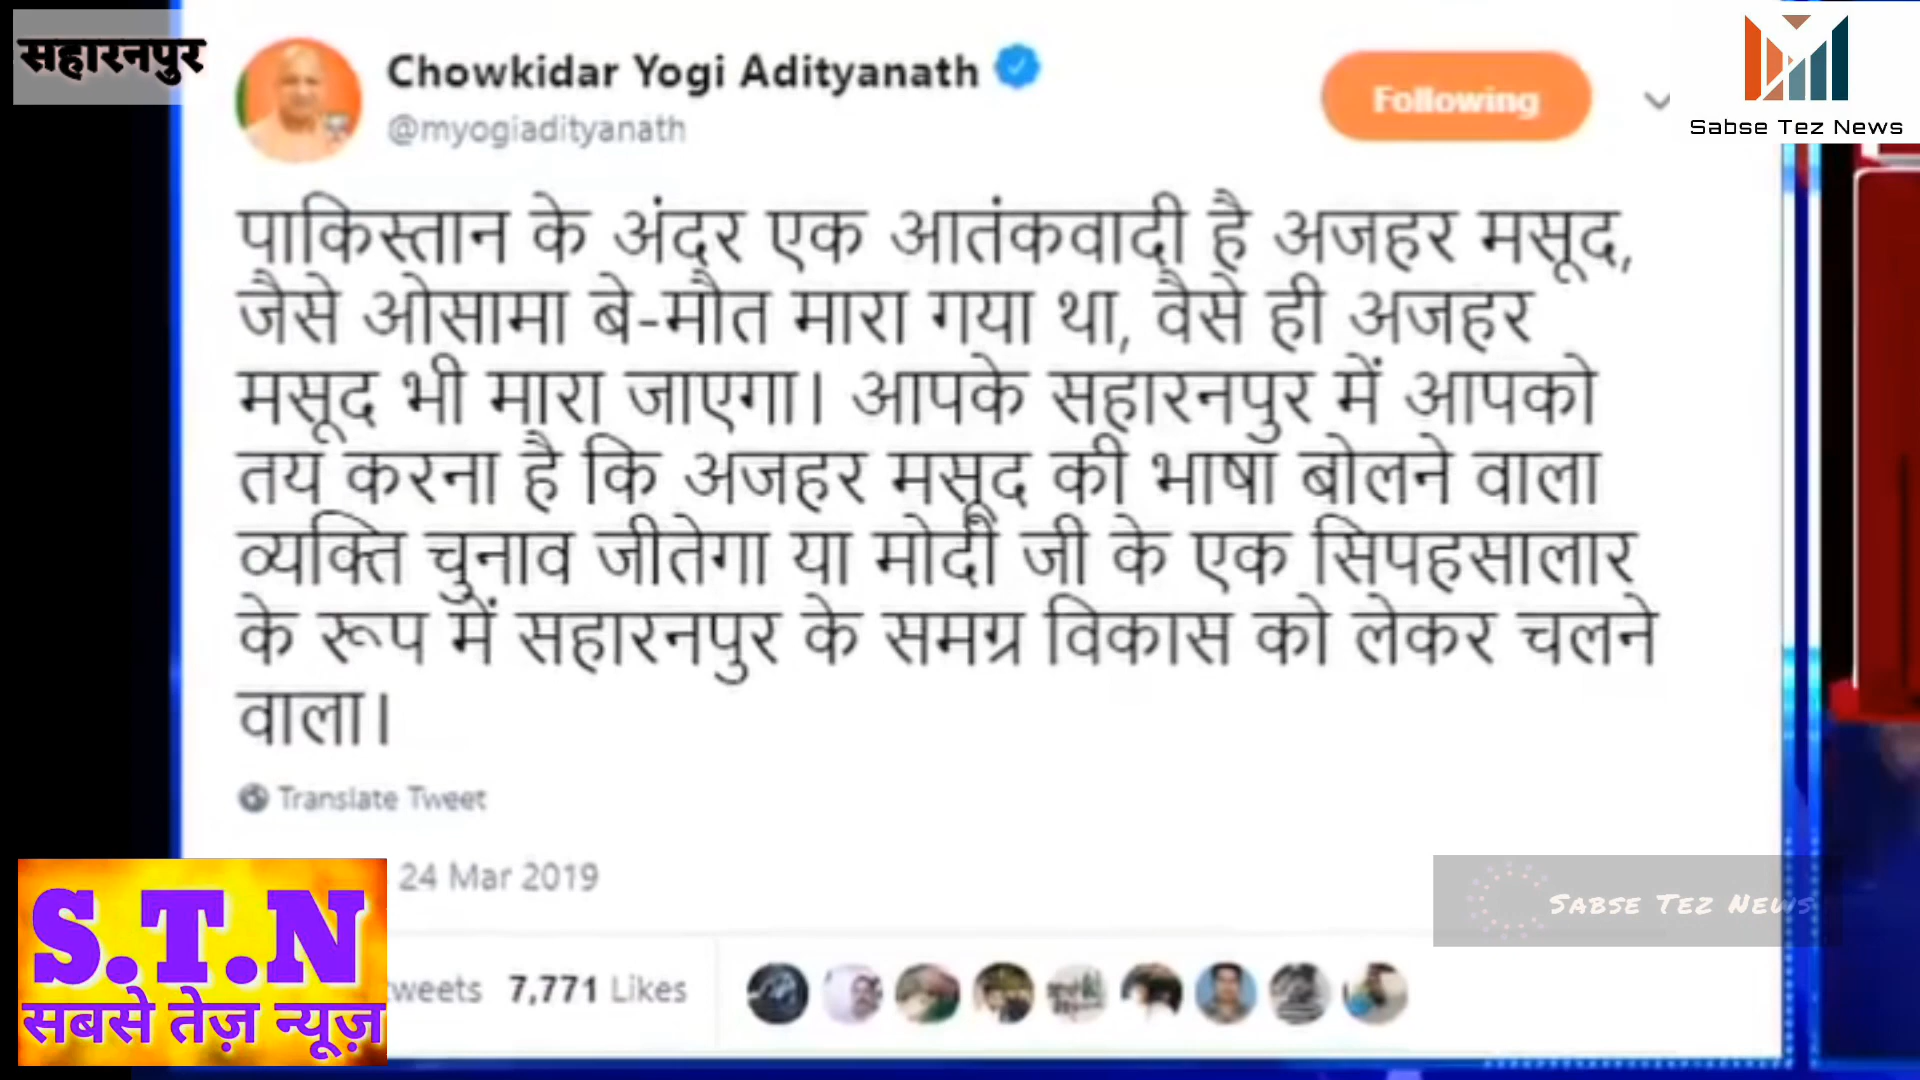 सहारनपुर
Chowkidar Yogi Adityanath
@myogiadityanath
Following
Sabse Tez News
पाकिस्तान के अंदर एक आतंकवादी है अजहर मसूद,
जैसे ओसामा बे-मौत मारा गया था, वैसे ही अजहर
मसूद भी मारा जाएगा। आपके सहारनपुर में आपको
तय करना है कि अजहर मसूद की भाषा बोलने वाला
व्यक्ति चुनाव जीतेगा या मोदी जी के एक सिपहसालार
के रूप में सहारनपुर के समग्र विकास को लेकर चलने
वाला।
Translate Tweet
24 Mar 2019
Sabse Tez News
S.T.N
सबसे तेज़ न्यूज़
weets 7,771 Likes